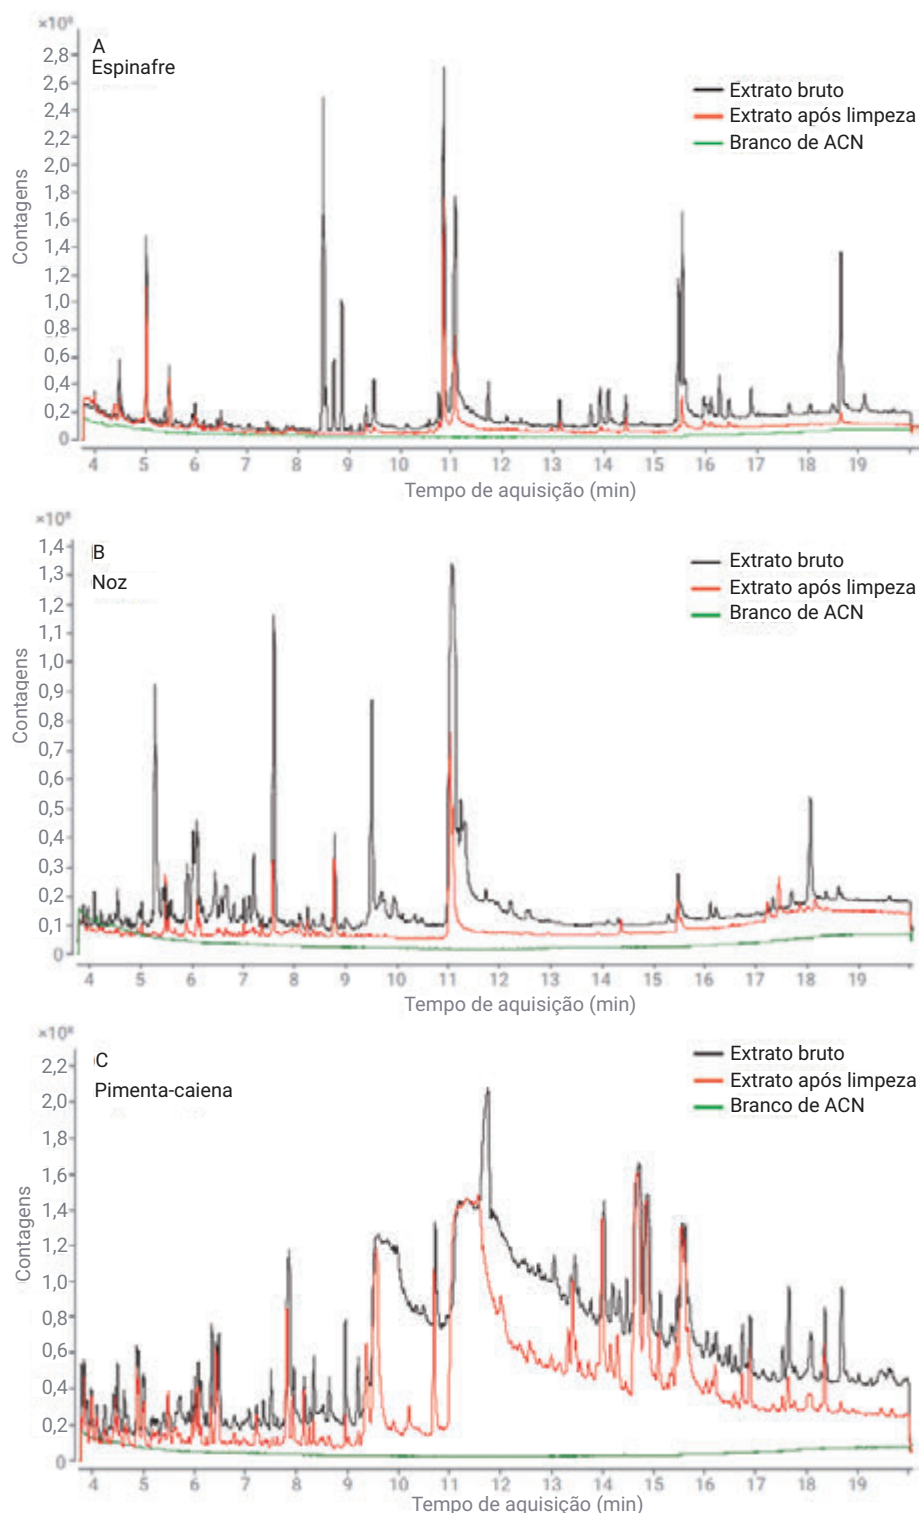 ×10⁸
A
Espinafre
Extrato bruto
Extrato após limpeza
Branco de ACN
Contagens
2,8
2,6
2,4
2,2
2,0
1,8
1,6
1,4
1,2
1,0
0,8
0,6
0,4
0,2
0
4 5 6 7 8 9 10 11 12 13 14 15 16 17 18 19
Tempo de aquisição (min)
×10⁸
B
Noz
Extrato bruto
Extrato após limpeza
Branco de ACN
Contagens
1,4
1,3
1,2
1,1
1,0
0,9
0,8
0,7
0,6
0,5
0,4
0,3
0,2
0,1
0
4 5 6 7 8 9 10 11 12 13 14 15 16 17 18 19
Tempo de aquisição (min)
×10⁸
C
Pimenta-caiena
Extrato bruto
Extrato após limpeza
Branco de ACN
Contagens
2,2
2,0
1,8
1,6
1,4
1,2
1,0
0,8
0,6
0,4
0,2
0
4 5 6 7 8 9 10 11 12 13 14 15 16 17 18 19
Tempo de aquisição (min)